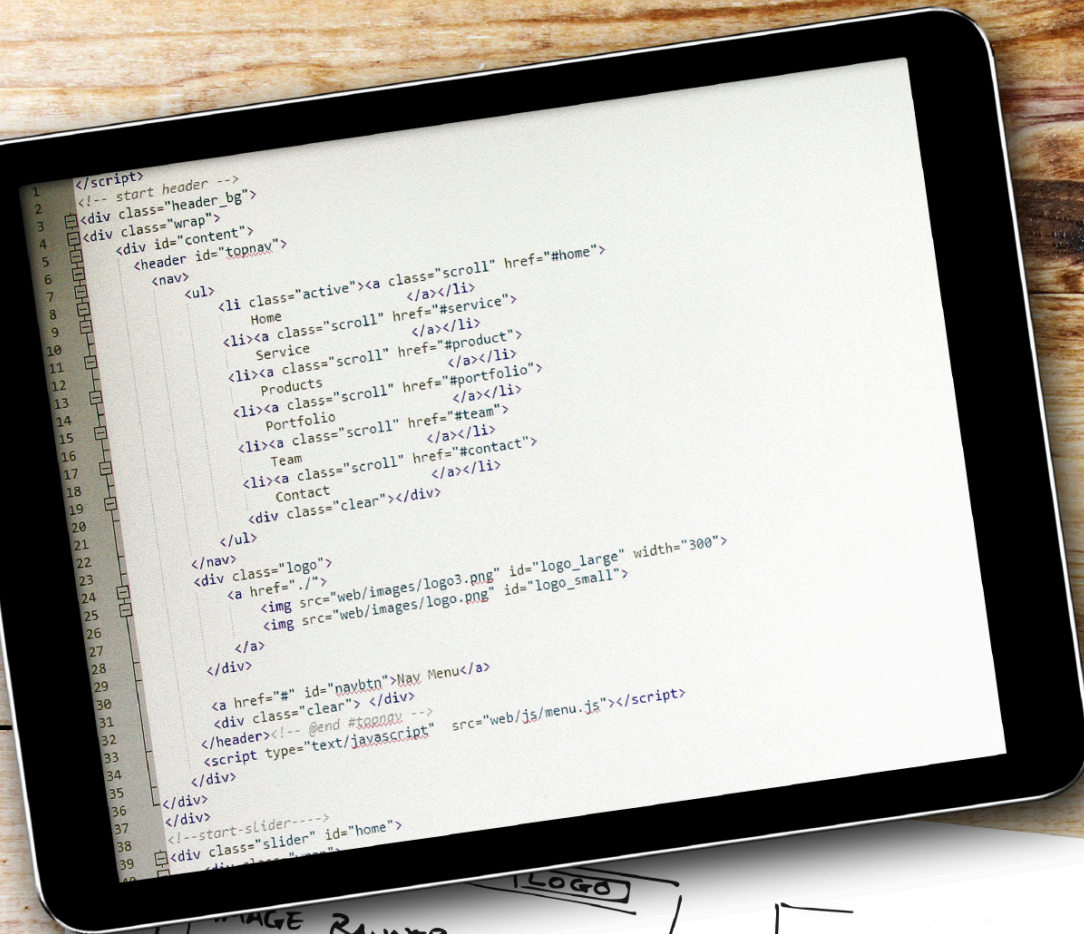 1 </script>
2 <!-- start header -->
3 <div class="header_bg">
4 <div class="wrap">
5 <div id="content">
6 <header id="topnav">
7 <nav>
8 <ul>
9 <li class="active"><a class="scroll" href="#home">
10 Home </a></li>
11 <li><a class="scroll" href="#service">
12 Service </a></li>
13 <li><a class="scroll" href="#product">
14 Products </a></li>
15 <li><a class="scroll" href="#portfolio">
16 Portfolio </a></li>
17 <li><a class="scroll" href="#team">
18 Team </a></li>
19 <li><a class="scroll" href="#contact">
20 Contact </a></li>
21 <div class="clear"></div>
22 </ul>
23 </nav>
24 <div class="logo">
25 <a href="./">
26 <img src="web/images/logo3.png" id="logo_large" width="300">
27 <img src="web/images/logo.png" id="logo_small">
28 </a>
29 </div>
30
31 <a href="#" id="navbtn">Nav Menu</a>
32 <div class="clear"> </div>
33 </header><!-- @end #topnav -->
34 <script type="text/javascript" src="web/js/menu.js"></script>
35 </div>
36 </div>
37 </div>
38 <!--start-slider---->
39 <div class="slider" id="home">
LOGO
IMAGE